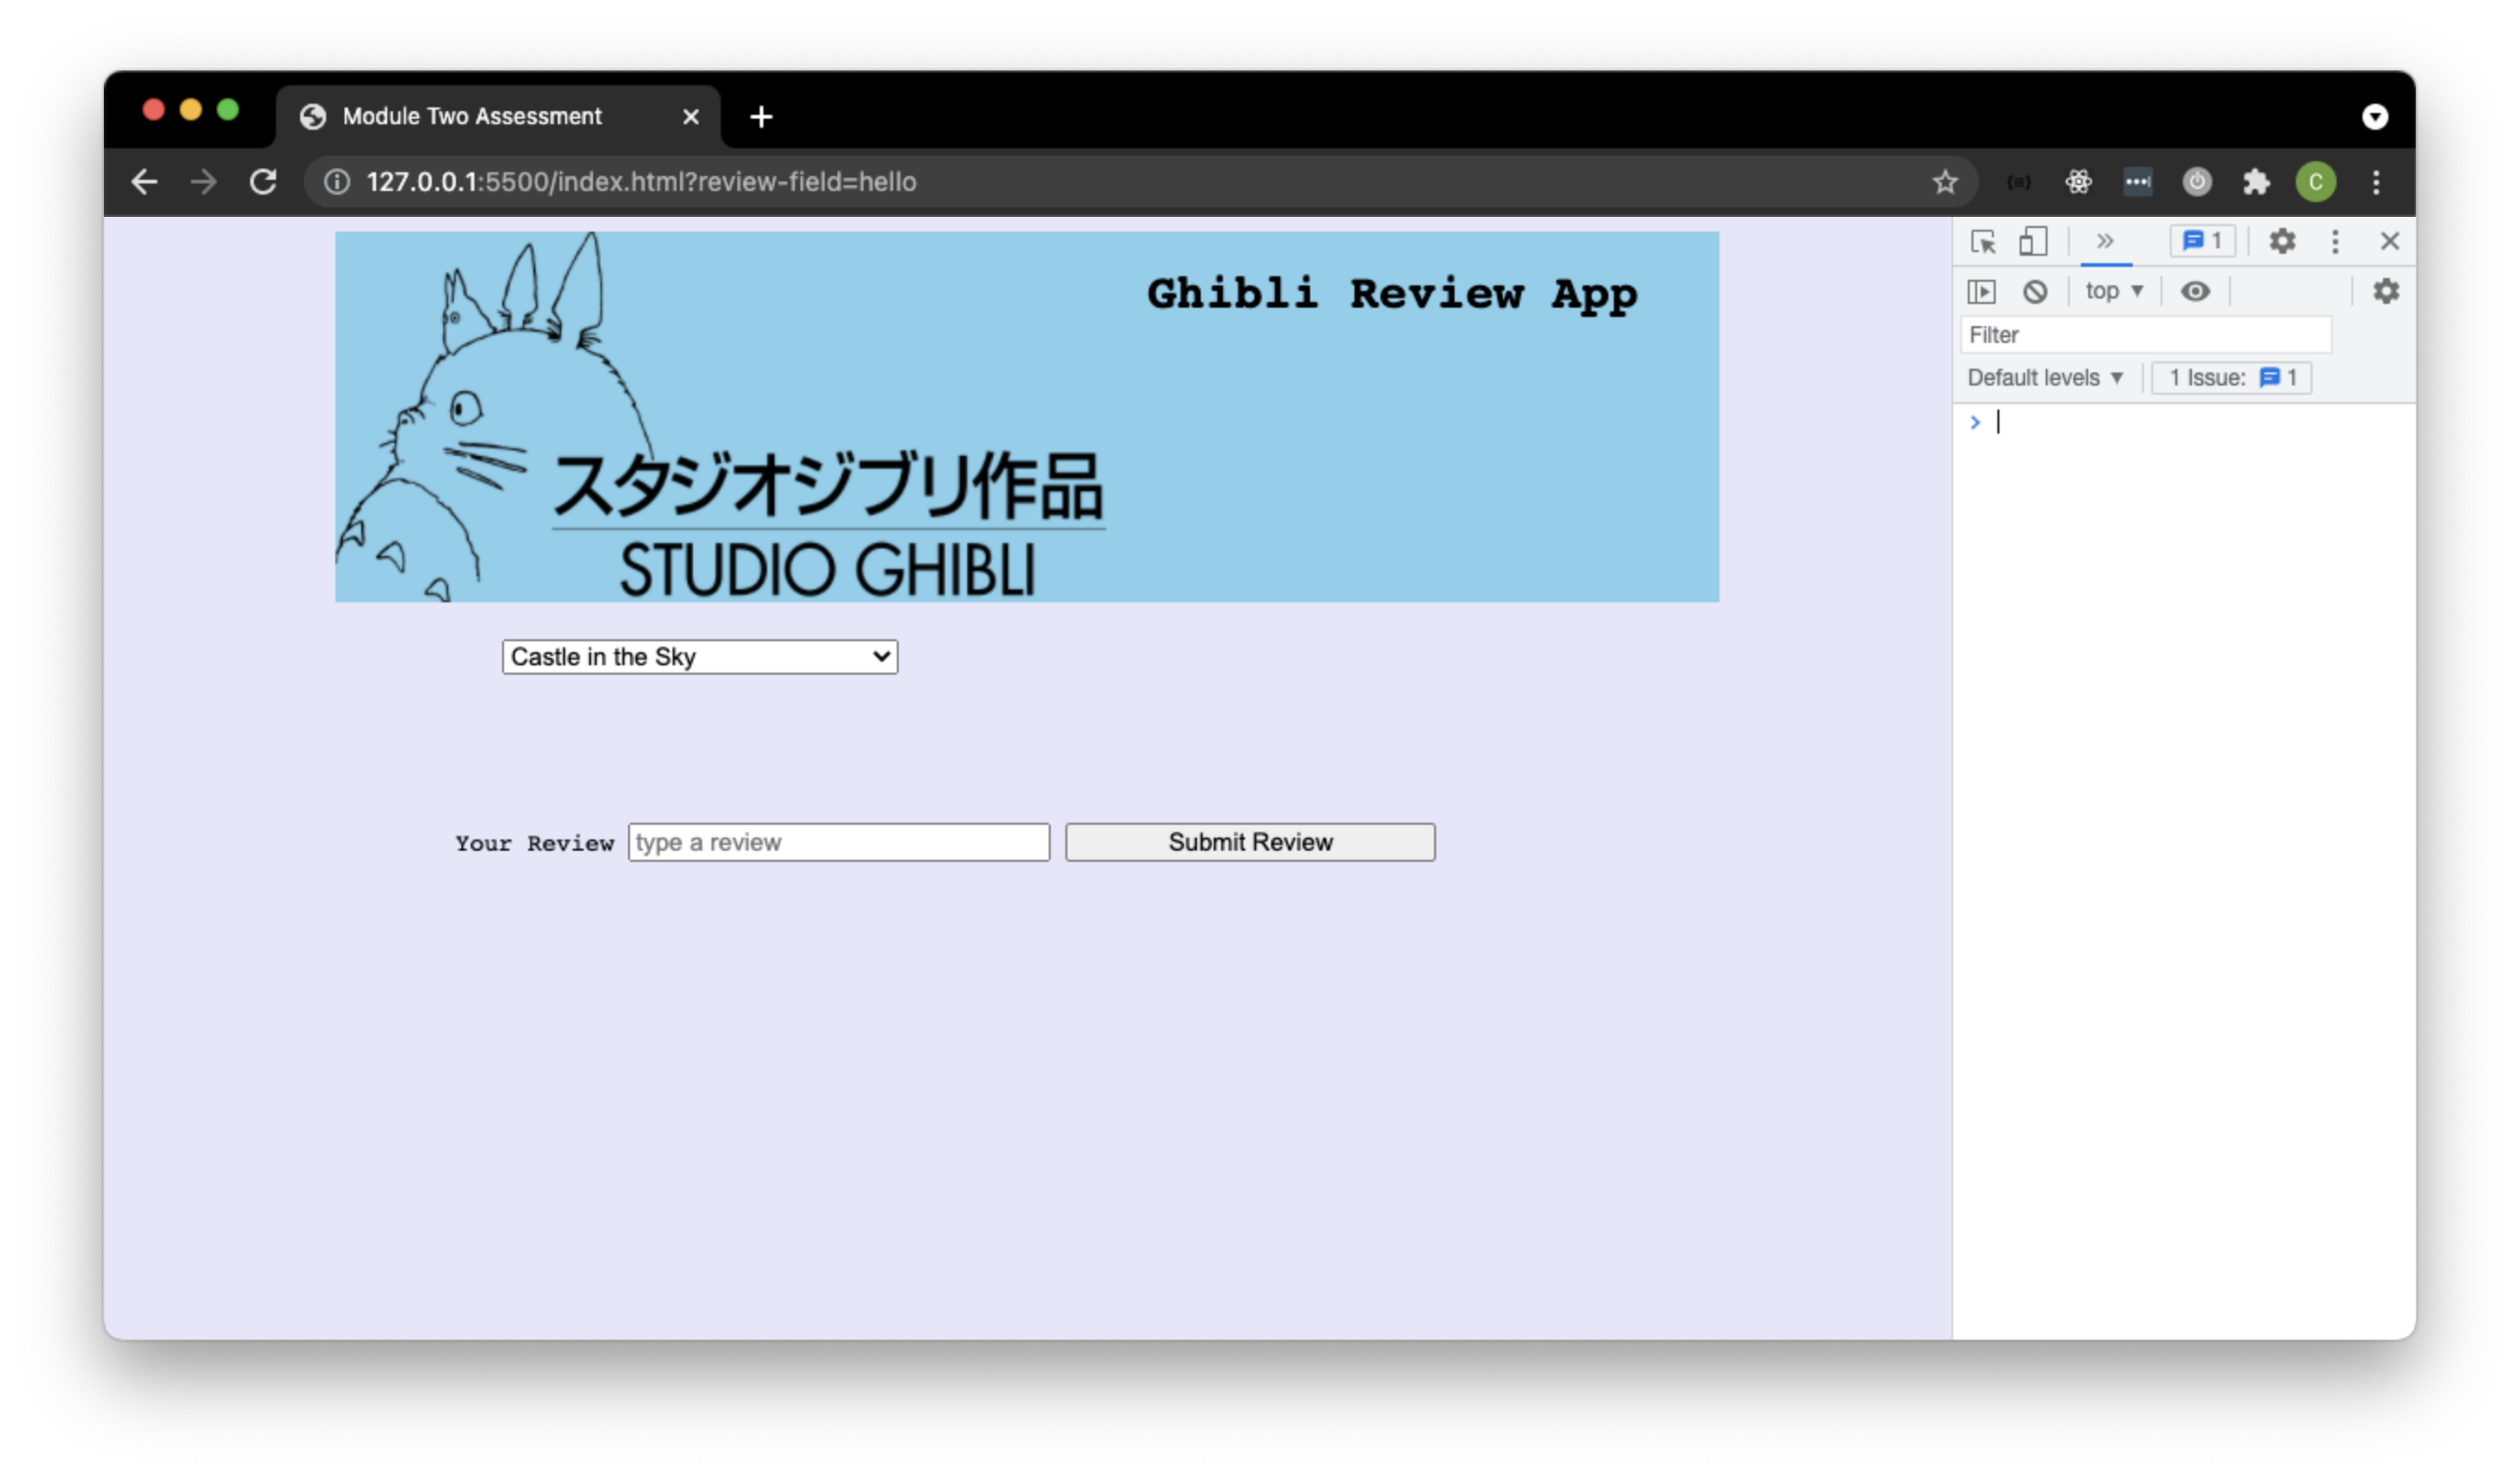 Module Two Assessment
127.0.0.1:5500/index.html?review-field=hello
C
1
top
Filter
Default levels
1 Issue: 1
Ghibli Review App
スタジオジブリ作品
STUDIO GHIBLI
Castle in the Sky
Your Review type a review Submit Review